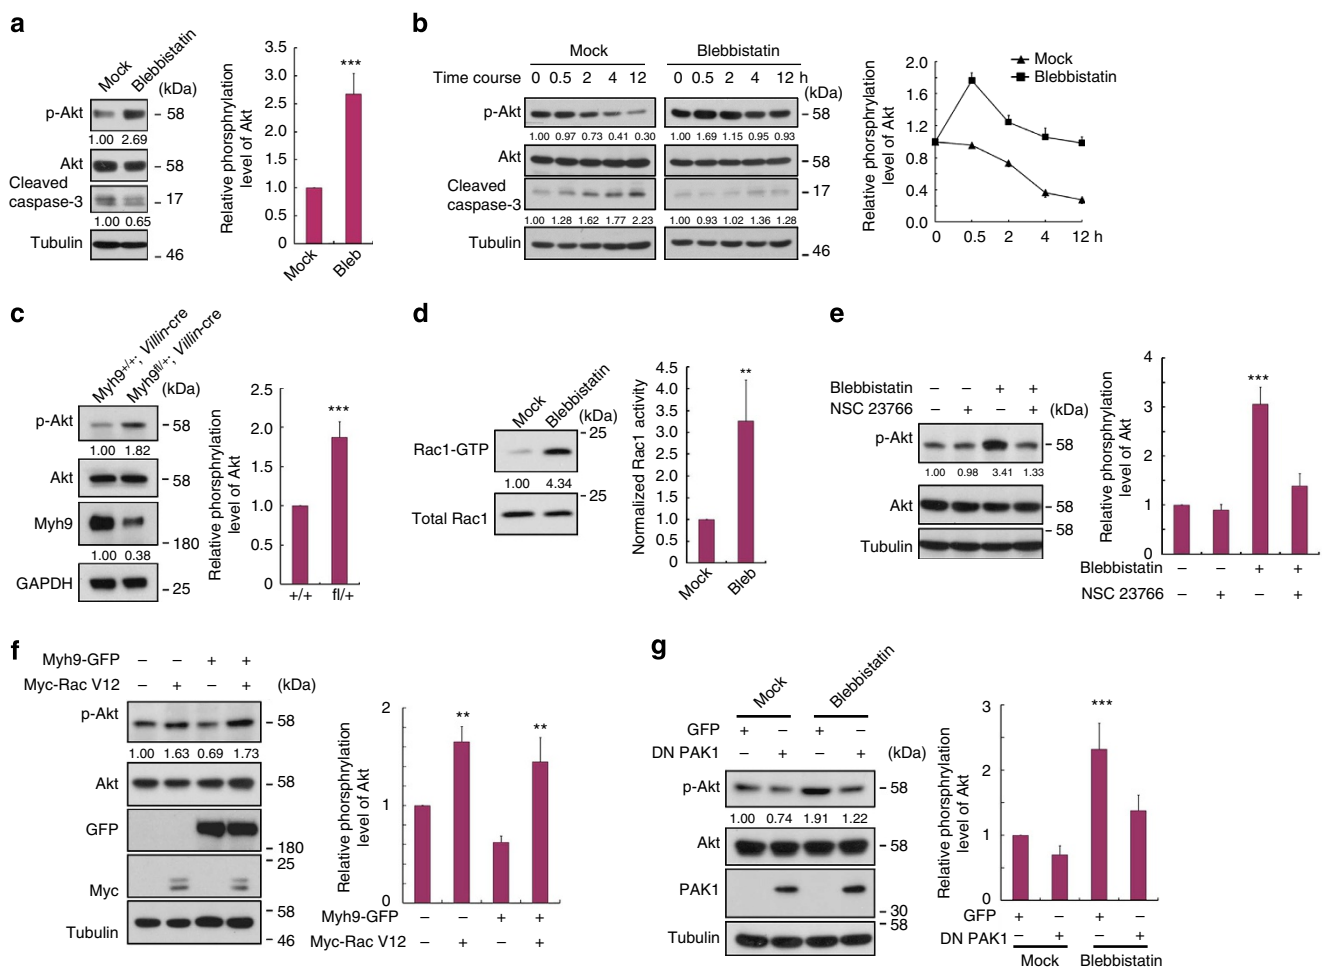 a
Mock
Blebbistatin
(kDa)
p-Akt
58
1.00 2.69
Akt
58
Cleaved
caspase-3
17
1.00 0.65
Tubulin
46
Relative phorsphrylation
level of Akt
3.5
3.0
2.5
2.0
1.5
1.0
0.5
0
***
Mock
Bleb
b
Mock
Blebbistatin
Time course 0 0.5 2 4 12 0 0.5 2 4 12 h
(kDa)
p-Akt
58
1.00 0.97 0.73 0.41 0.30 1.00 1.69 1.15 0.95 0.93
Akt
58
Cleaved
caspase-3
17
1.00 1.28 1.62 1.77 2.23 1.00 0.93 1.02 1.36 1.28
Tubulin
46
Relative phorsphrylation
level of Akt
2.0
1.6
1.2
0.8
0.4
0.0
0 0.5 2 4 12 h
Mock
Blebbistatin
c
Myh9+/+; Villin-cre
Myh9fl/+; Villin-cre
(kDa)
p-Akt
58
1.00 1.82
Akt
58
Myh9
180
1.00 0.38
GAPDH
25
Relative phorsphrylation
level of Akt
2.5
2.0
1.5
1.0
0.5
0
***
+/+ fl/+
d
Mock
Blebbistatin
(kDa)
25
Rac1-GTP
1.00 4.34
25
Total Rac1
Normalized Rac1 activity
4.5
4.0
3.5
3.0
2.5
2.0
1.5
1.0
0.5
0
**
Mock
Bleb
e
Blebbistatin – – + +
NSC 23766 – + – +
(kDa)
p-Akt
58
1.00 0.98 3.41 1.33
Akt
58
58
Tubulin
Relative phorsphrylation
level of Akt
4
3
2
1
0
***
Blebbistatin – – + +
NSC 23766 – + – +
f
Myh9-GFP – – + +
Myc-Rac V12 – + – +
(kDa)
p-Akt
58
1.00 1.63 0.69 1.73
Akt
58
GFP
180
25
Myc
58
Tubulin
46
Relative phorsphrylation
level of Akt
2
1
0
** **
Myh9-GFP – – + +
Myc-Rac V12 – + – +
g
Mock
Blebbistatin
GFP + – + –
DN PAK1 – + – +
(kDa)
p-Akt
58
1.00 0.74 1.91 1.22
Akt
58
PAK1
30
58
Tubulin
Relative phorsphrylation
level of Akt
3
2
1
0
***
GFP + – + –
DN PAK1 – + – +
Mock Blebbistatin